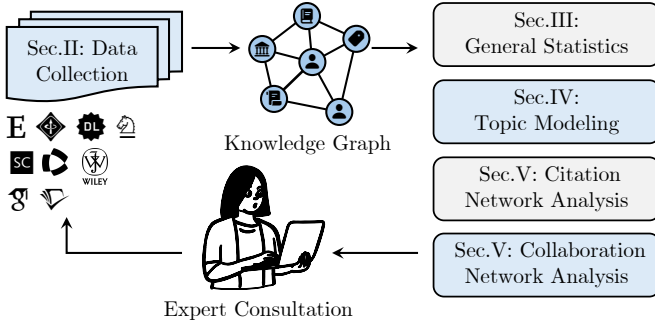 Sec.II: Data
Collection
E
DL
SC
WILEY
Knowledge Graph
Sec.III:
General Statistics
Sec.IV:
Topic Modeling
Sec.V: Citation
Network Analysis
Sec.V: Collaboration
Network Analysis
Expert Consultation